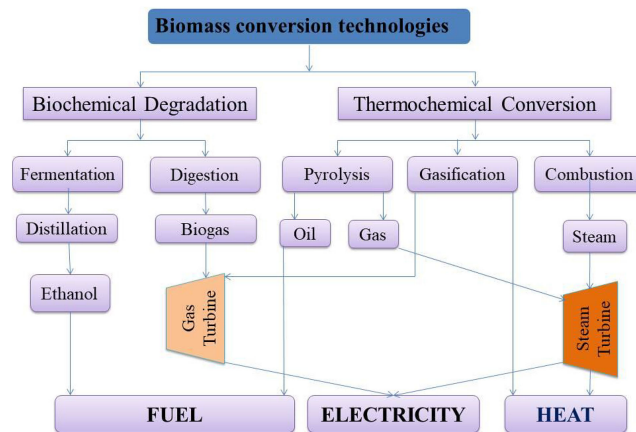 Biomass conversion technologies
Biochemical Degradation
Thermochemical Conversion
Fermentation
Digestion
Pyrolysis
Gasification
Combustion
Distillation
Biogas
Oil
Gas
Steam
Ethanol
Gas
Turbine
Steam
Turbine
FUEL
ELECTRICITY
HEAT